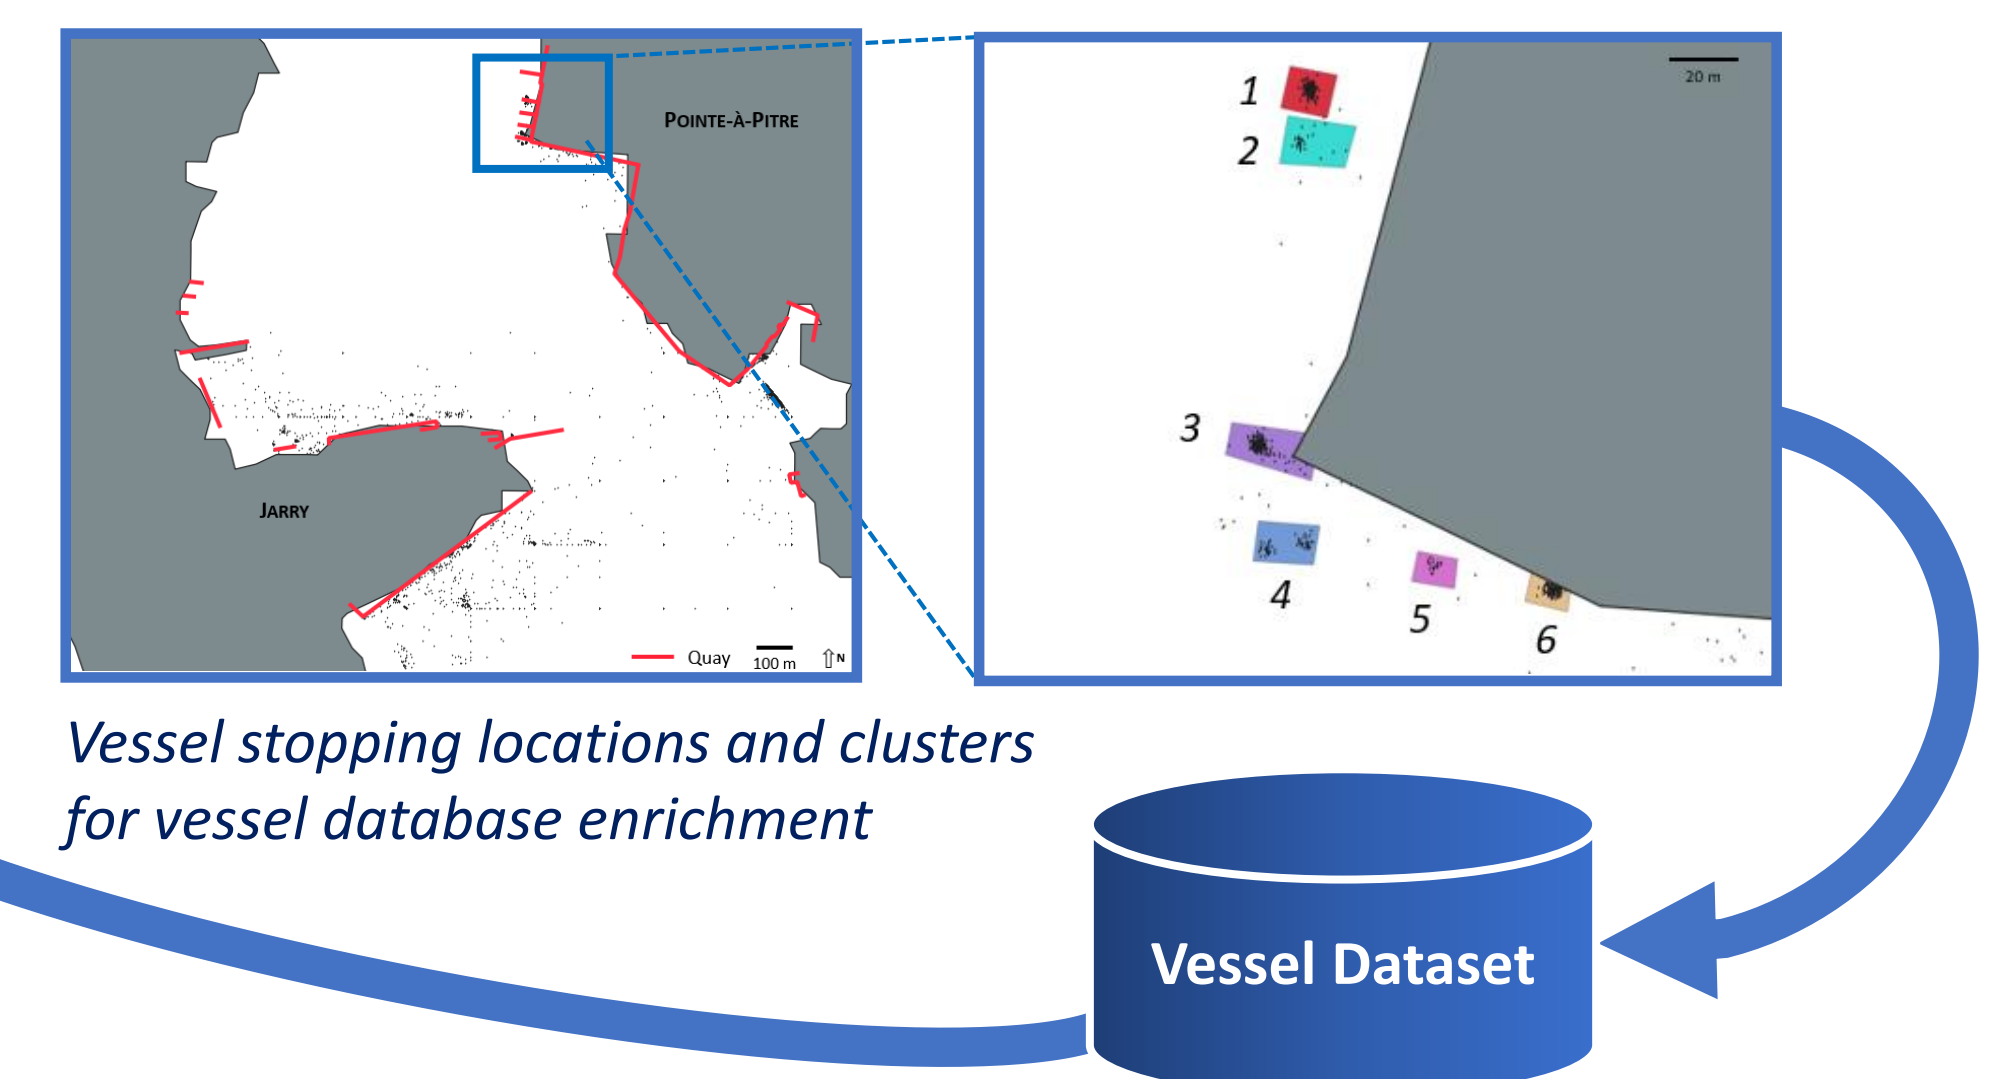 POINTE-À-PITRE
JARRY
Quay
100 m
N
20 m
1
2
3
4
5
6
Vessel stopping locations and clusters
for vessel database enrichment
Vessel Dataset